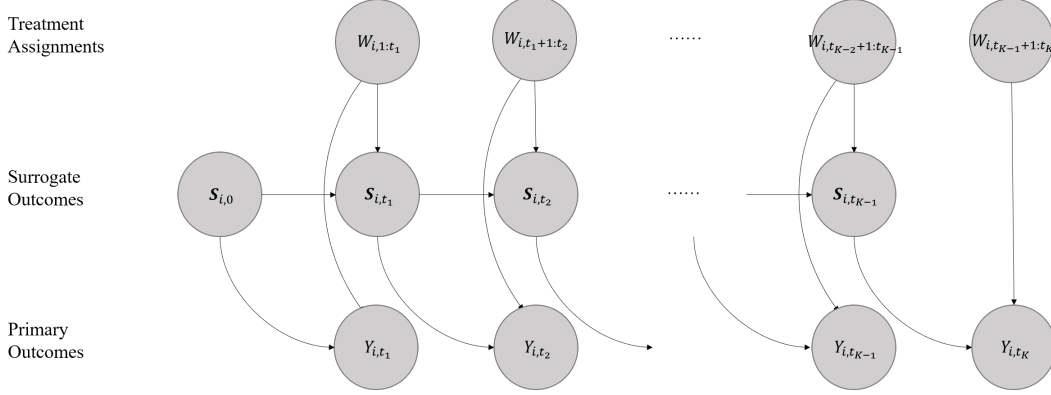 Treatment
Assignments
W_{i,1:t_1}
W_{i,t_1+1:t_2}
……
W_{i,t_{K-2}+1:t_{K-1}}
W_{i,t_{K-1}+1:t_K}
Surrogate
Outcomes
S_{i,0}
S_{i,t_1}
S_{i,t_2}
……
S_{i,t_{K-1}}
Primary
Outcomes
Y_{i,t_1}
Y_{i,t_2}
Y_{i,t_{K-1}}
Y_{i,t_K}